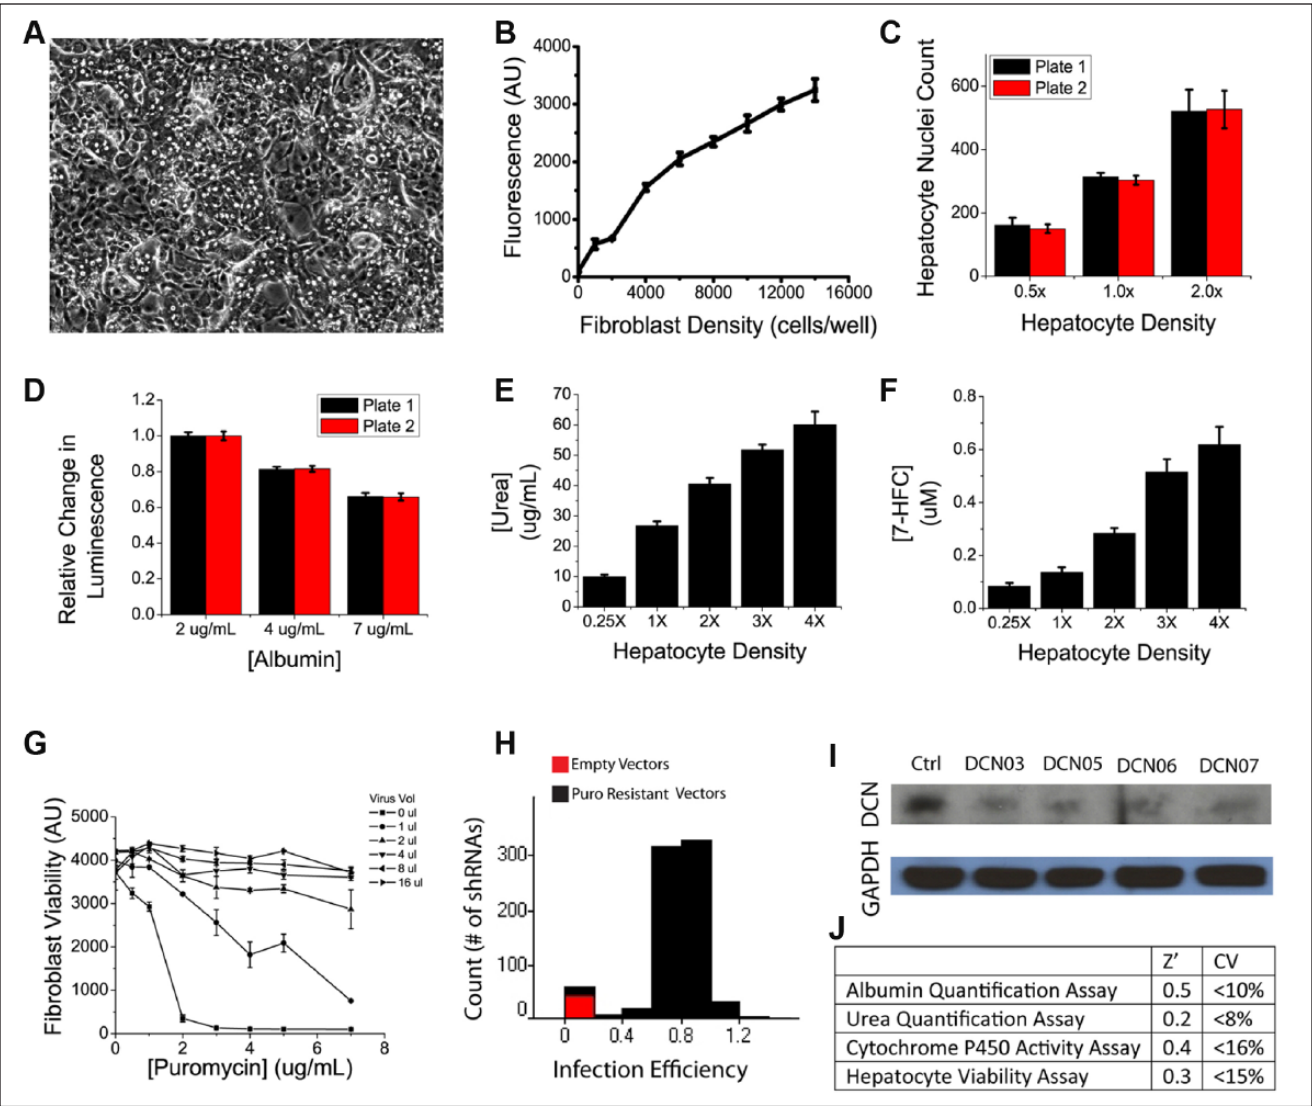 A
B
C
Fluorescence (AU)
4000
3000
2000
1000
0
0 4000 8000 12000 16000
Fibroblast Density (cells/well)
Hepatocyte Nuclei Count
Plate 1
Plate 2
600
400
200
0
0.5x 1.0x 2.0x
Hepatocyte Density
D
E
F
Relative Change in
Luminescence
1.2
1.0
0.8
0.6
0.4
0.2
0.0
Plate 1
Plate 2
2 ug/mL 4 ug/mL 7 ug/mL
[Albumin]
[Urea]
(ug/mL)
70
60
50
40
30
20
10
0
0.25X 1X 2X 3X 4X
Hepatocyte Density
[7-HFC]
(uM)
0.8
0.6
0.4
0.2
0.0
0.25X 1X 2X 3X 4X
Hepatocyte Density
G
H
I
Fibroblast Viability (AU)
5000
4000
3000
2000
1000
0
0 2 4 6 8
[Puromycin] (ug/mL)
Virus Vol
0 ul
1 ul
2 ul
4 ul
8 ul
16 ul
Empty Vectors
Puro Resistant Vectors
Count (# of shRNAs)
300
200
100
0
0 0.4 0.8 1.2
Infection Efficiency
Ctrl DCN03 DCN05 DCN06 DCN07
DCN
GAPDH
J
Z' CV
Albumin Quantification Assay 0.5 <10%
Urea Quantification Assay 0.2 <8%
Cytochrome P450 Activity Assay 0.4 <16%
Hepatocyte Viability Assay 0.3 <15%